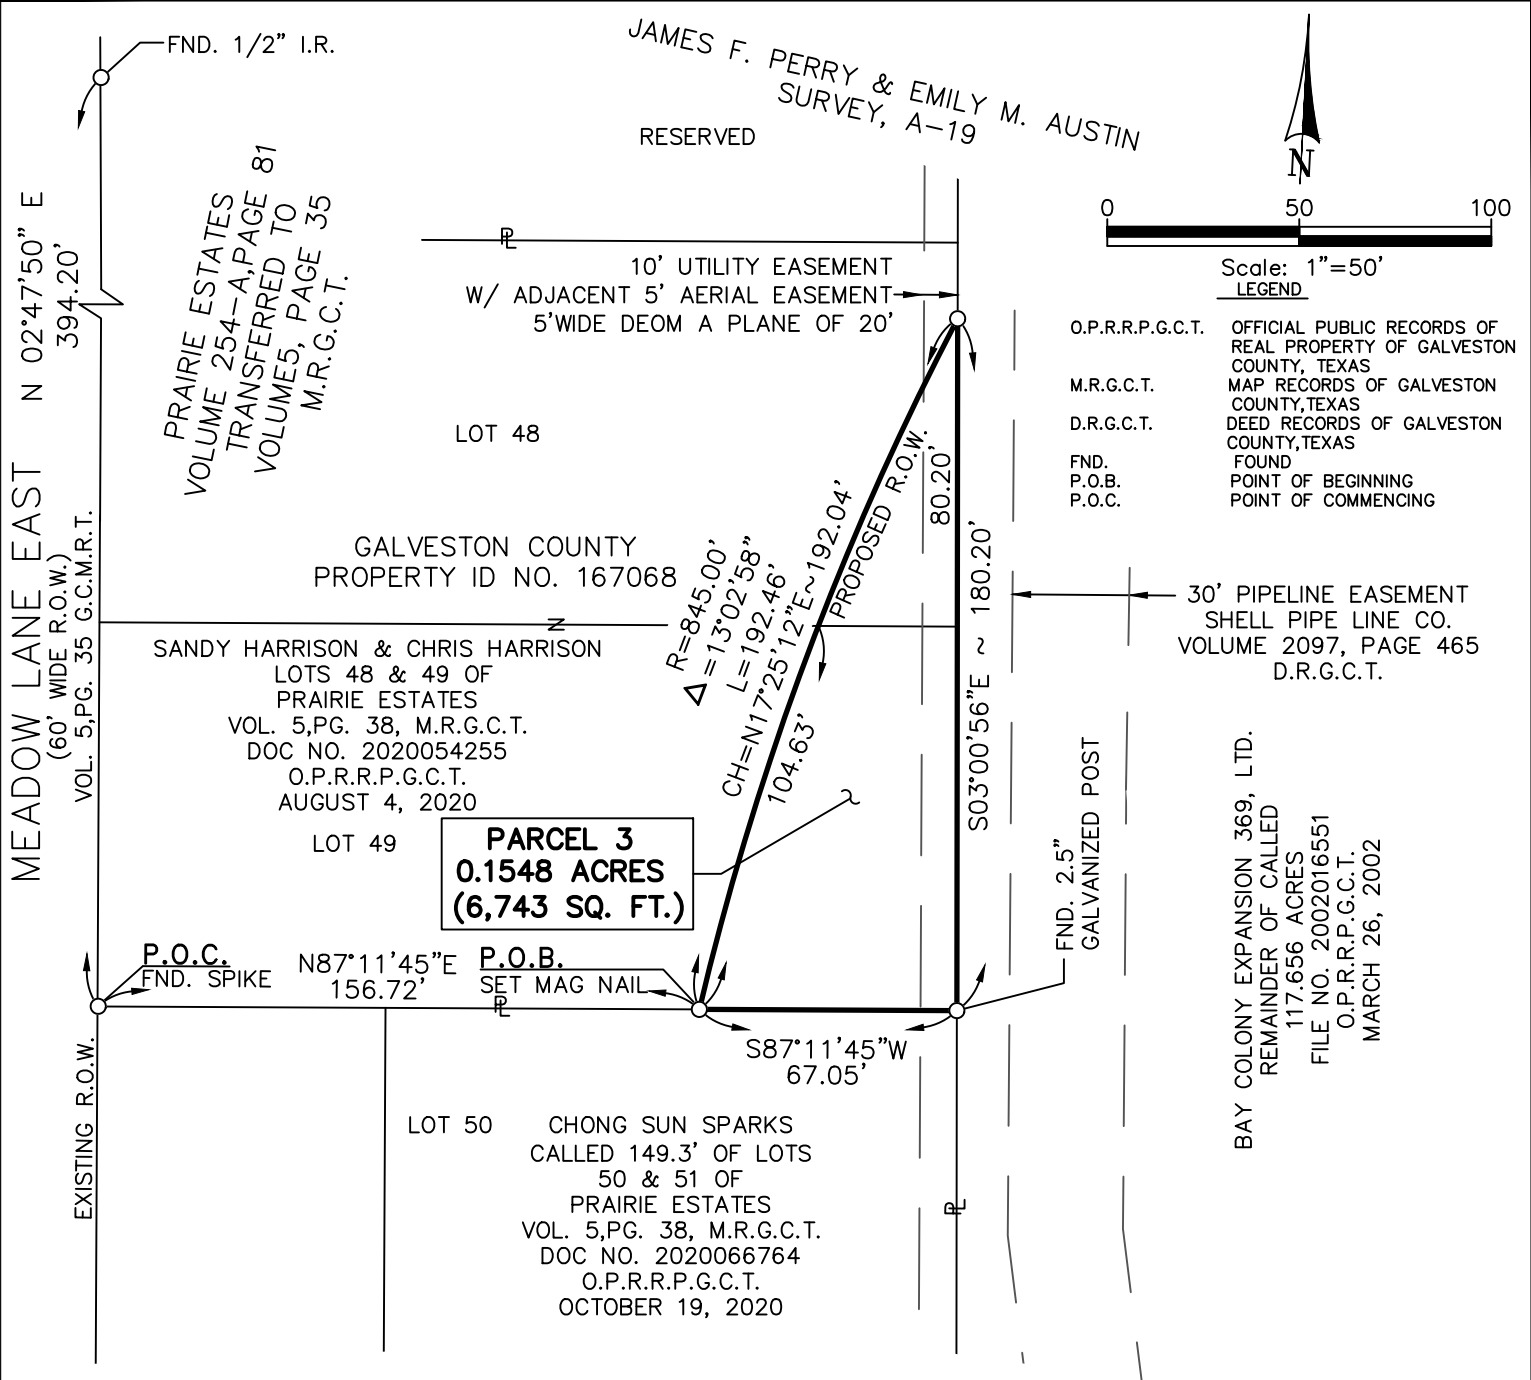 FND. 1/2" I.R.
JAMES F. PERRY & EMILY M. AUSTIN
SURVEY, A-19
RESERVED
N
0 50 100
Scale: 1"=50'
LEGEND
O.P.R.R.P.G.C.T. OFFICIAL PUBLIC RECORDS OF
REAL PROPERTY OF GALVESTON
COUNTY, TEXAS
M.R.G.C.T. MAP RECORDS OF GALVESTON
COUNTY,TEXAS
D.R.G.C.T. DEED RECORDS OF GALVESTON
COUNTY,TEXAS
FND. FOUND
P.O.B. POINT OF BEGINNING
P.O.C. POINT OF COMMENCING
PRAIRIE ESTATES
VOLUME 254-A,PAGE 81
TRANSFERRED TO
VOLUME5, PAGE 35
M.R.G.C.T.
PL
10' UTILITY EASEMENT
W/ ADJACENT 5' AERIAL EASEMENT
5'WIDE DEOM A PLANE OF 20'
MEADOW LANE EAST N 02°47'50" E
394.20'
(60' WIDE R.O.W.)
VOL. 5,PG. 35 G.C.M.R.T.
LOT 48
GALVESTON COUNTY
PROPERTY ID NO. 167068
Z
R=845.00'
Δ=13°02'58"
L=192.46'
CH=N17°25'12"E~192.04'
104.63'
PROPOSED R.O.W.
80.20'
S03°00'56"E ~ 180.20'
30' PIPELINE EASEMENT
SHELL PIPE LINE CO.
VOLUME 2097, PAGE 465
D.R.G.C.T.
SANDY HARRISON & CHRIS HARRISON
LOTS 48 & 49 OF
PRAIRIE ESTATES
VOL. 5,PG. 38, M.R.G.C.T.
DOC NO. 2020054255
O.P.R.R.P.G.C.T.
AUGUST 4, 2020
LOT 49
PARCEL 3
0.1548 ACRES
(6,743 SQ. FT.)
FND. 2.5"
GALVANIZED POST
BAY COLONY EXPANSION 369, LTD.
REMAINDER OF CALLED
117.656 ACRES
FILE NO. 2002016551
O.P.R.R.P.G.C.T.
MARCH 26, 2002
P.O.C.
FND. SPIKE
N87°11'45"E
156.72'
P.O.B.
SET MAG NAIL
PL
S87°11'45"W
67.05'
EXISTING R.O.W.
LOT 50
CHONG SUN SPARKS
CALLED 149.3' OF LOTS
50 & 51 OF
PRAIRIE ESTATES
VOL. 5,PG. 38, M.R.G.C.T.
DOC NO. 2020066764
O.P.R.R.P.G.C.T.
OCTOBER 19, 2020
PL